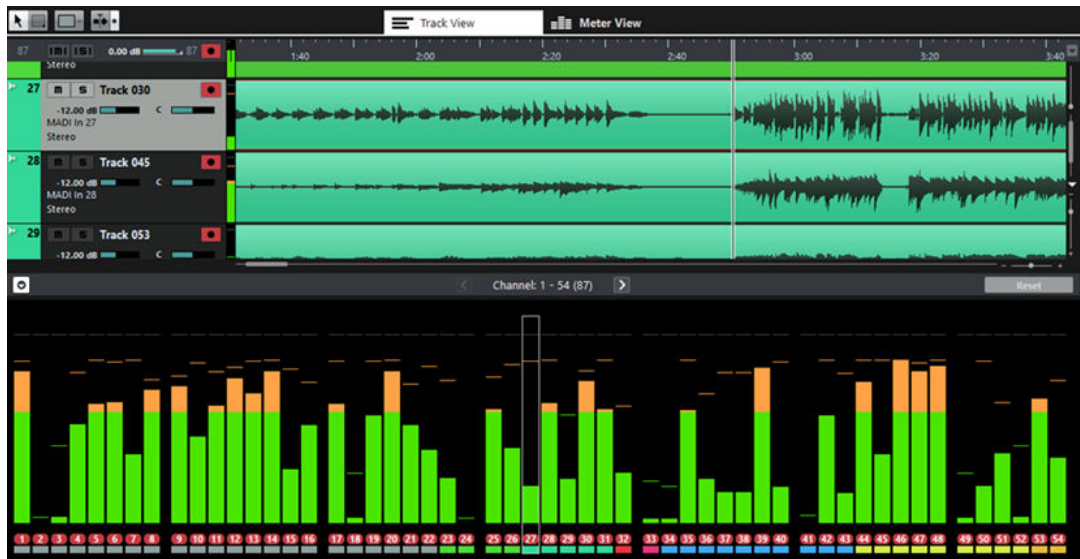 Track View
Meter View
87 m s 0.00 dB 87
1:40 2:00 2:20 2:40 3:00 3:20 3:40
Stereo
27 m s Track 030
-12.00 dB C
MADI In 27
Stereo
28 m s Track 045
-12.00 dB C
MADI In 28
Stereo
29 m s Track 053
-12.00 dB C
< Channel: 1 - 54 (87) >
Reset
1 2 3 4 5 6 7 8 9 10 11 12 13 14 15 16 17 18 19 20 21 22 23 24 25 26 27 28 29 30 31 32 33 34 35 36 37 38 39 40 41 42 43 44 45 46 47 48 49 50 51 52 53 54